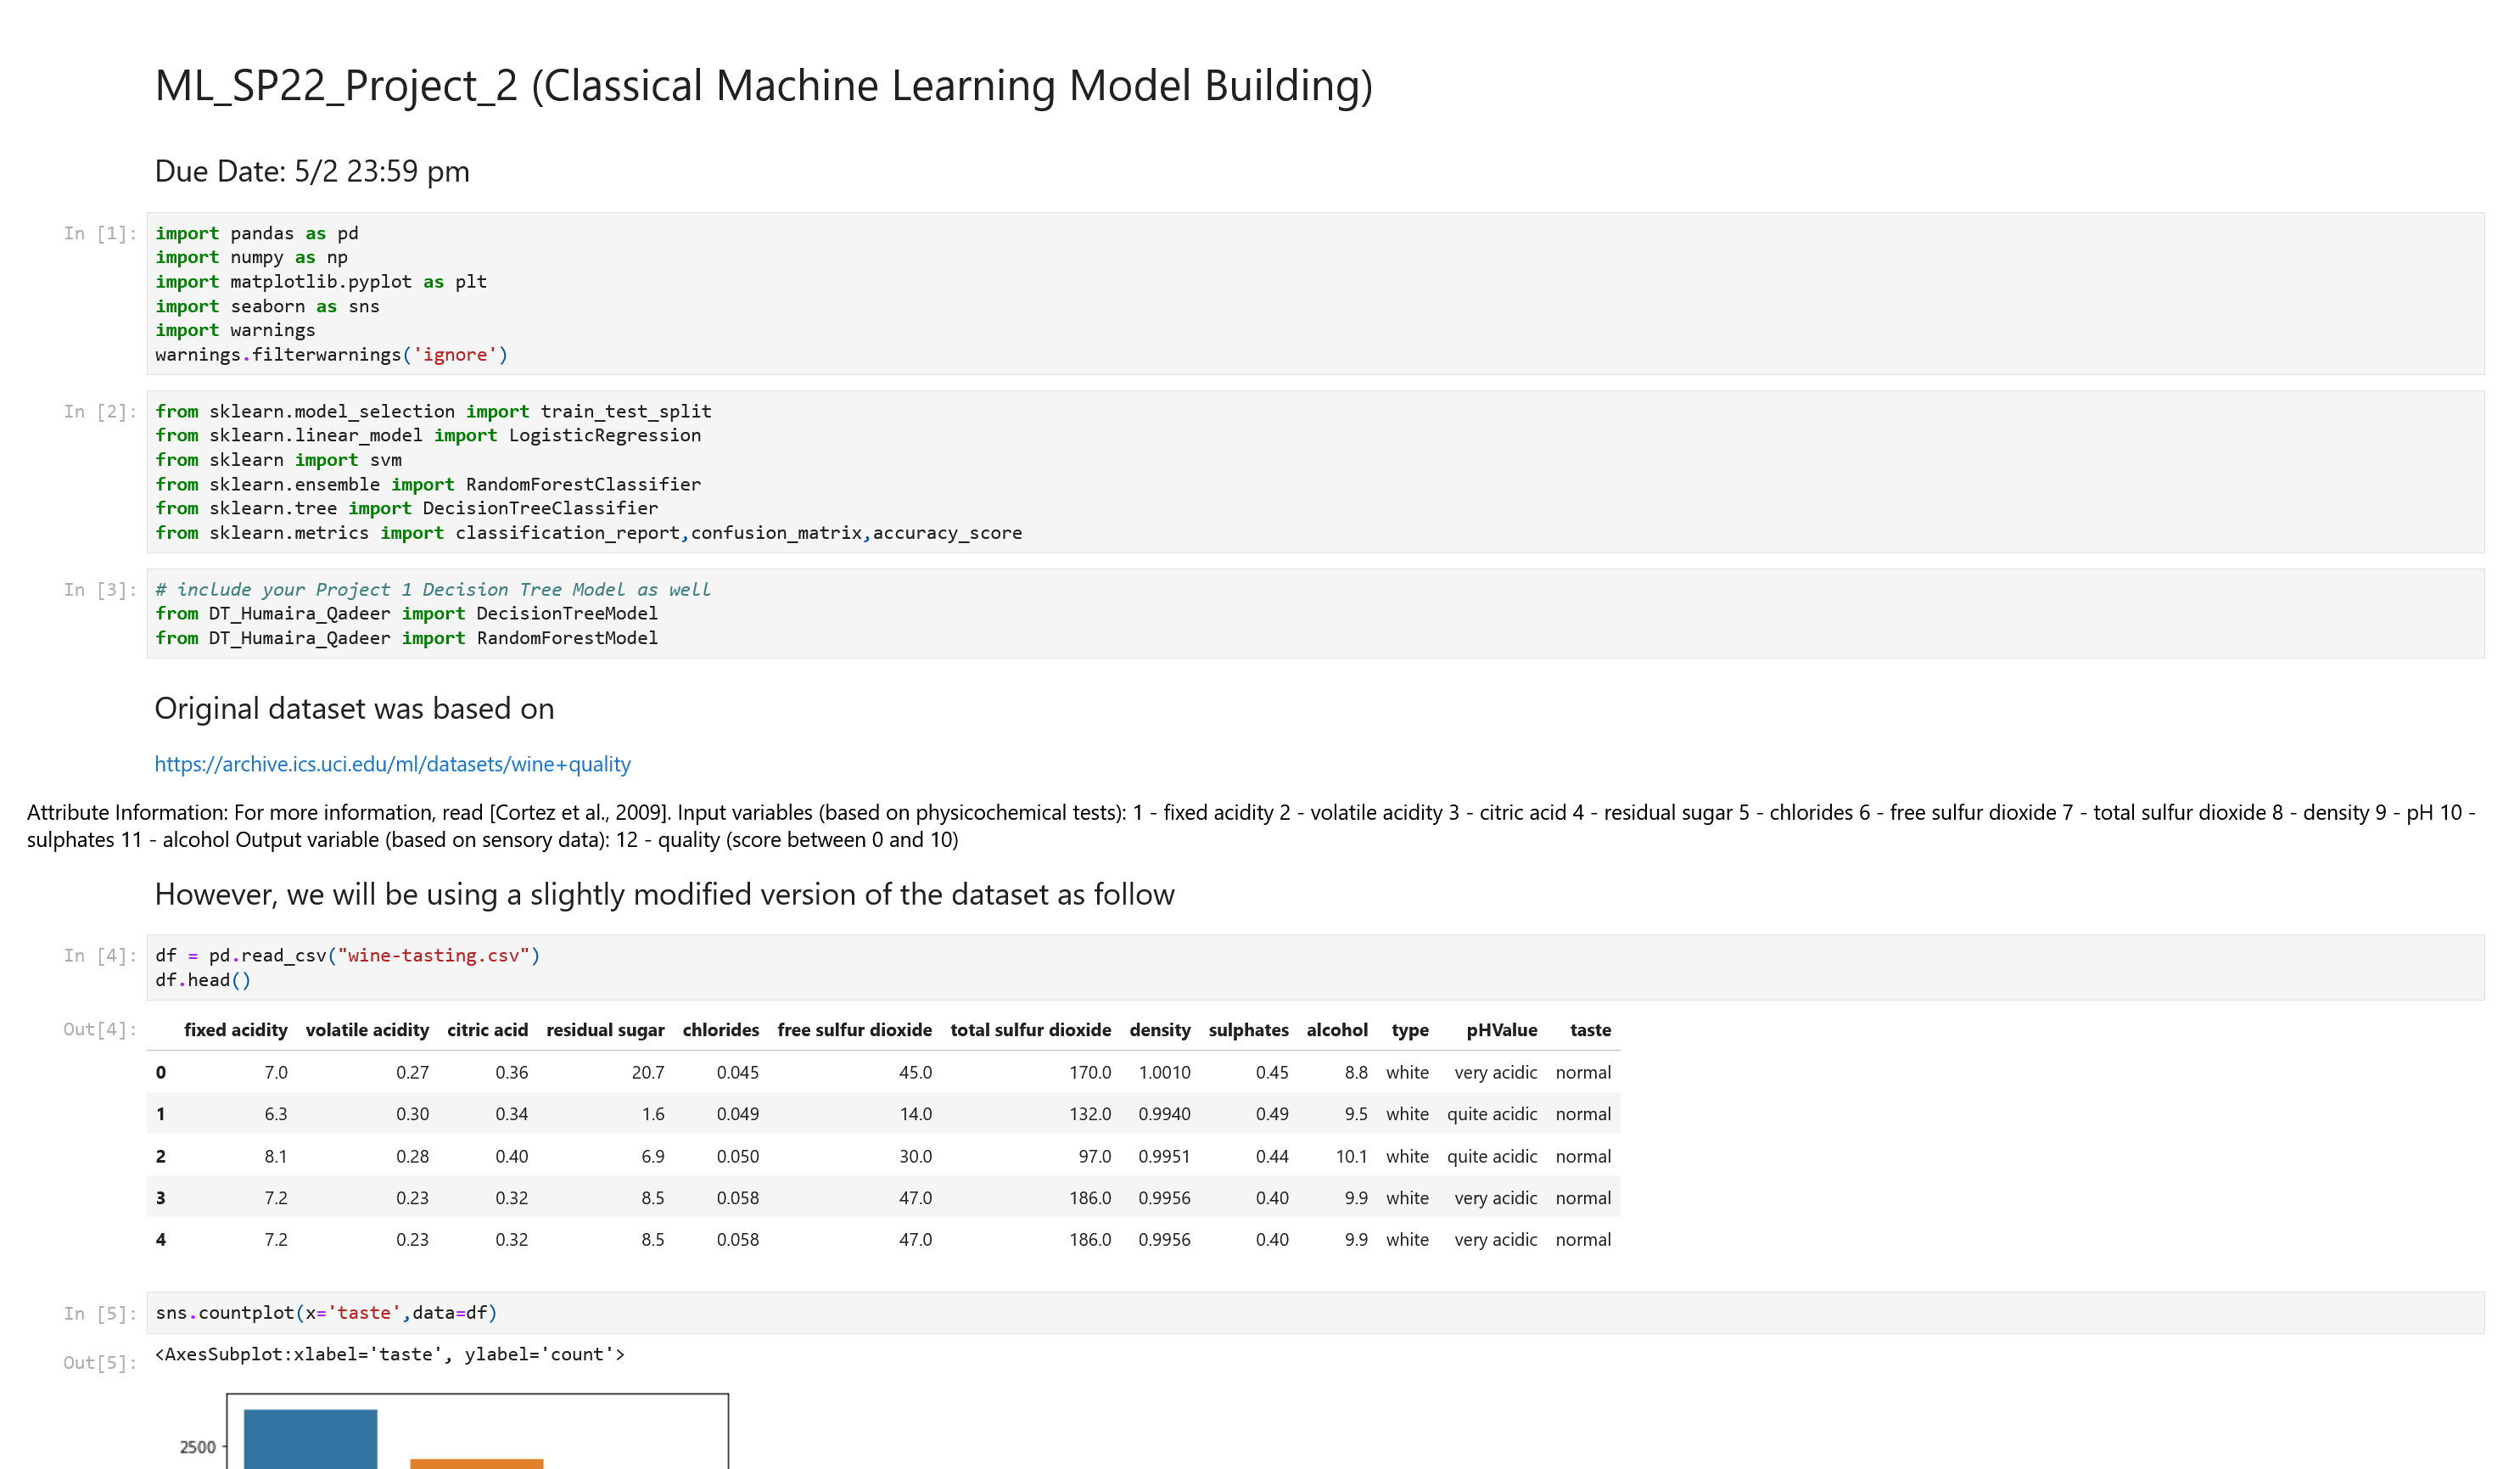 ML_SP22_Project_2 (Classical Machine Learning Model Building)
Due Date: 5/2 23:59 pm
In [1]:
import pandas as pd
import numpy as np
import matplotlib.pyplot as plt
import seaborn as sns
import warnings
warnings.filterwarnings('ignore')
In [2]:
from sklearn.model_selection import train_test_split
from sklearn.linear_model import LogisticRegression
from sklearn import svm
from sklearn.ensemble import RandomForestClassifier
from sklearn.tree import DecisionTreeClassifier
from sklearn.metrics import classification_report,confusion_matrix,accuracy_score
In [3]:
# include your Project 1 Decision Tree Model as well
from DT_Humaira_Qadeer import DecisionTreeModel
from DT_Humaira_Qadeer import RandomForestModel
Original dataset was based on
https://archive.ics.uci.edu/ml/datasets/wine+quality
Attribute Information: For more information, read [Cortez et al., 2009]. Input variables (based on physicochemical tests): 1 - fixed acidity 2 - volatile acidity 3 - citric acid 4 - residual sugar 5 - chlorides 6 - free sulfur dioxide 7 - total sulfur dioxide 8 - density 9 - pH 10 -
sulphates 11 - alcohol Output variable (based on sensory data): 12 - quality (score between 0 and 10)
However, we will be using a slightly modified version of the dataset as follow
In [4]:
df = pd.read_csv("wine-tasting.csv")
df.head()
Out[4]:
fixed acidity volatile acidity citric acid residual sugar chlorides free sulfur dioxide total sulfur dioxide density sulphates alcohol type pHValue taste
0 7.0 0.27 0.36 20.7 0.045 45.0 170.0 1.0010 0.45 8.8 white very acidic normal
1 6.3 0.30 0.34 1.6 0.049 14.0 132.0 0.9940 0.49 9.5 white quite acidic normal
2 8.1 0.28 0.40 6.9 0.050 30.0 97.0 0.9951 0.44 10.1 white quite acidic normal
3 7.2 0.23 0.32 8.5 0.058 47.0 186.0 0.9956 0.40 9.9 white very acidic normal
4 7.2 0.23 0.32 8.5 0.058 47.0 186.0 0.9956 0.40 9.9 white very acidic normal
In [5]:
sns.countplot(x='taste',data=df)
Out[5]:
<AxesSubplot:xlabel='taste', ylabel='count'>
2500